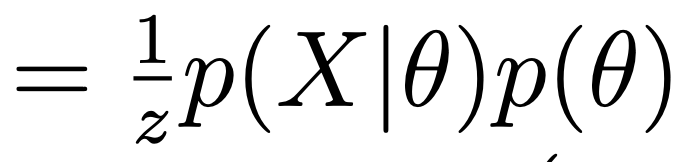 = 1/z p(X|θ)p(θ)